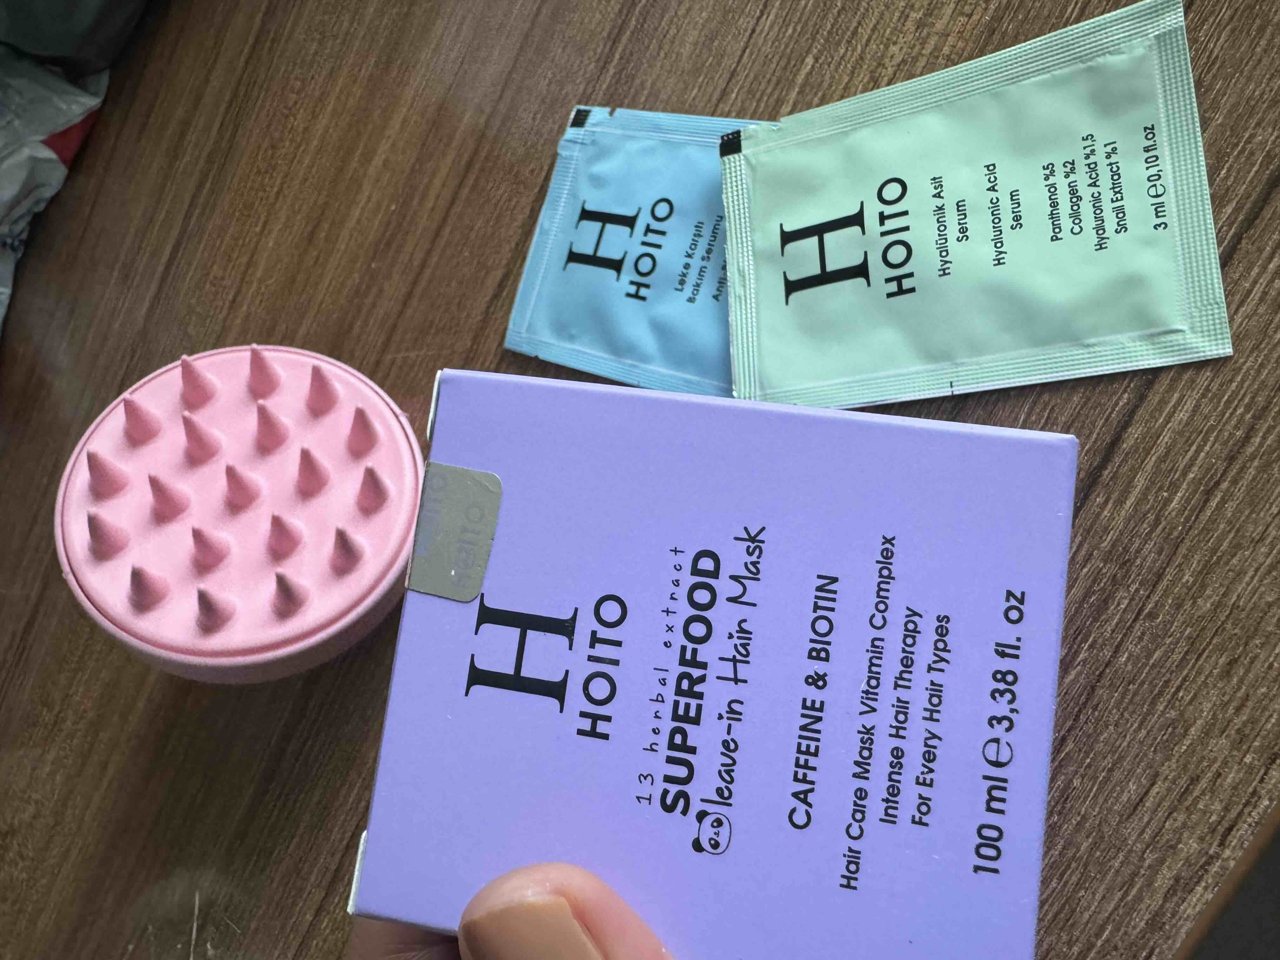 H
HOITO
Leke Karşıtı
Bakım Serumu
H
HOITO
Hyalüronik Asit
Serum
Hyaluronic Acid
Serum
Panthenol %5
Collagen %2
Hyaluronic Acid %1,5
Snail Extract %1
3 ml ℮ 0,10 fl.oz
H
HOITO
13 herbal extract
SUPERFOOD
leave-in Hair Mask
CAFFEINE & BIOTIN
Hair Care Mask Vitamin Complex
Intense Hair Therapy
For Every Hair Types
100 ml ℮ 3,38 fl. oz